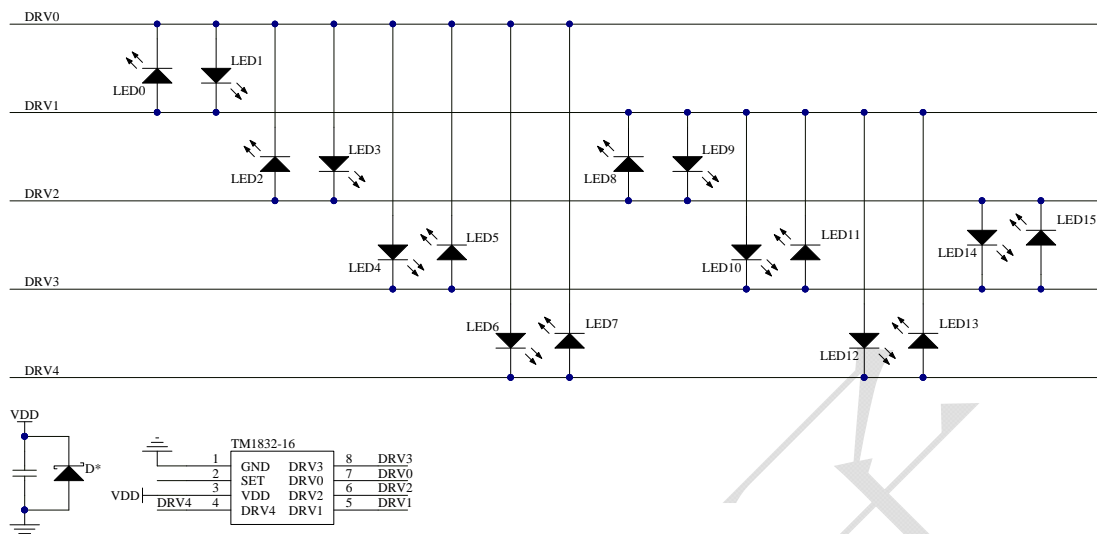 DRV0
LED1
LED0
DRV1
LED3
LED9
LED2
LED8
DRV2
LED5
LED11
LED15
LED4
LED10
LED14
DRV3
LED6
LED7
LED13
LED12
DRV4
VDD
D*
TM1832-16
1 GND DRV3 8 DRV3
2 SET DRV0 7 DRV0
VDD 3 VDD DRV2 6 DRV2
DRV4 4 DRV4 DRV1 5 DRV1